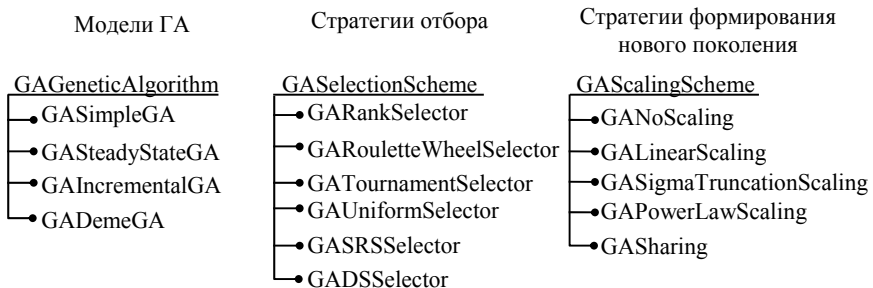 Модели ГА
GAGeneticAlgorithm
GASimpleGA
GASteadyStateGA
GAIncrementalGA
GADemeGA
Стратегии отбора
GASelectionScheme
GARankSelector
GARouletteWheelSelector
GATournamentSelector
GAUniformSelector
GASRSSelector
GADSSelector
Стратегии формирования
нового поколения
GAScalingScheme
GANoScaling
GALinearScaling
GASigmaTruncationScaling
GAPowerLawScaling
GASharing